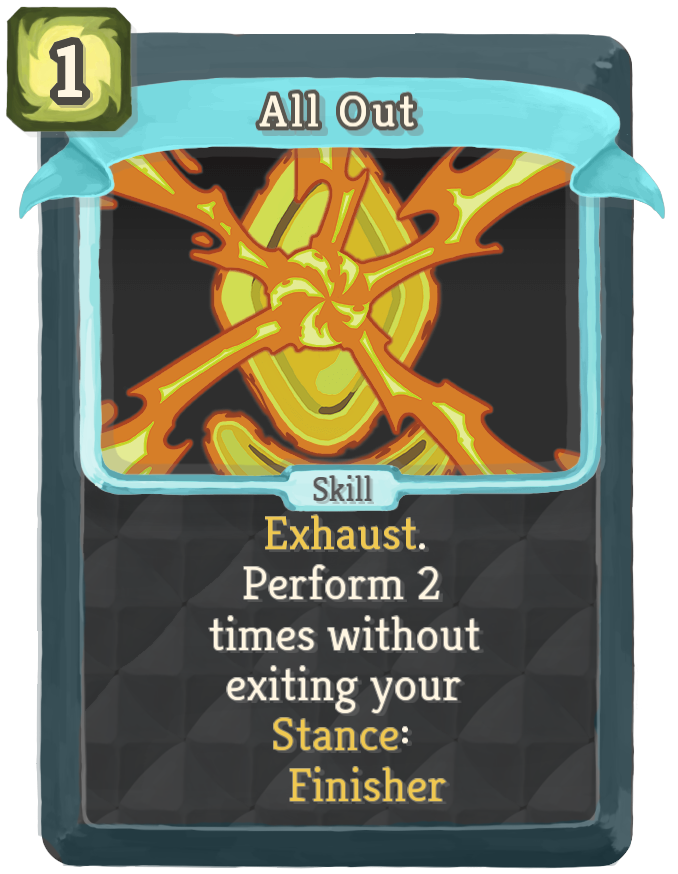 1
All Out
Skill
Exhaust.
Perform 2
times without
exiting your
Stance:
Finisher